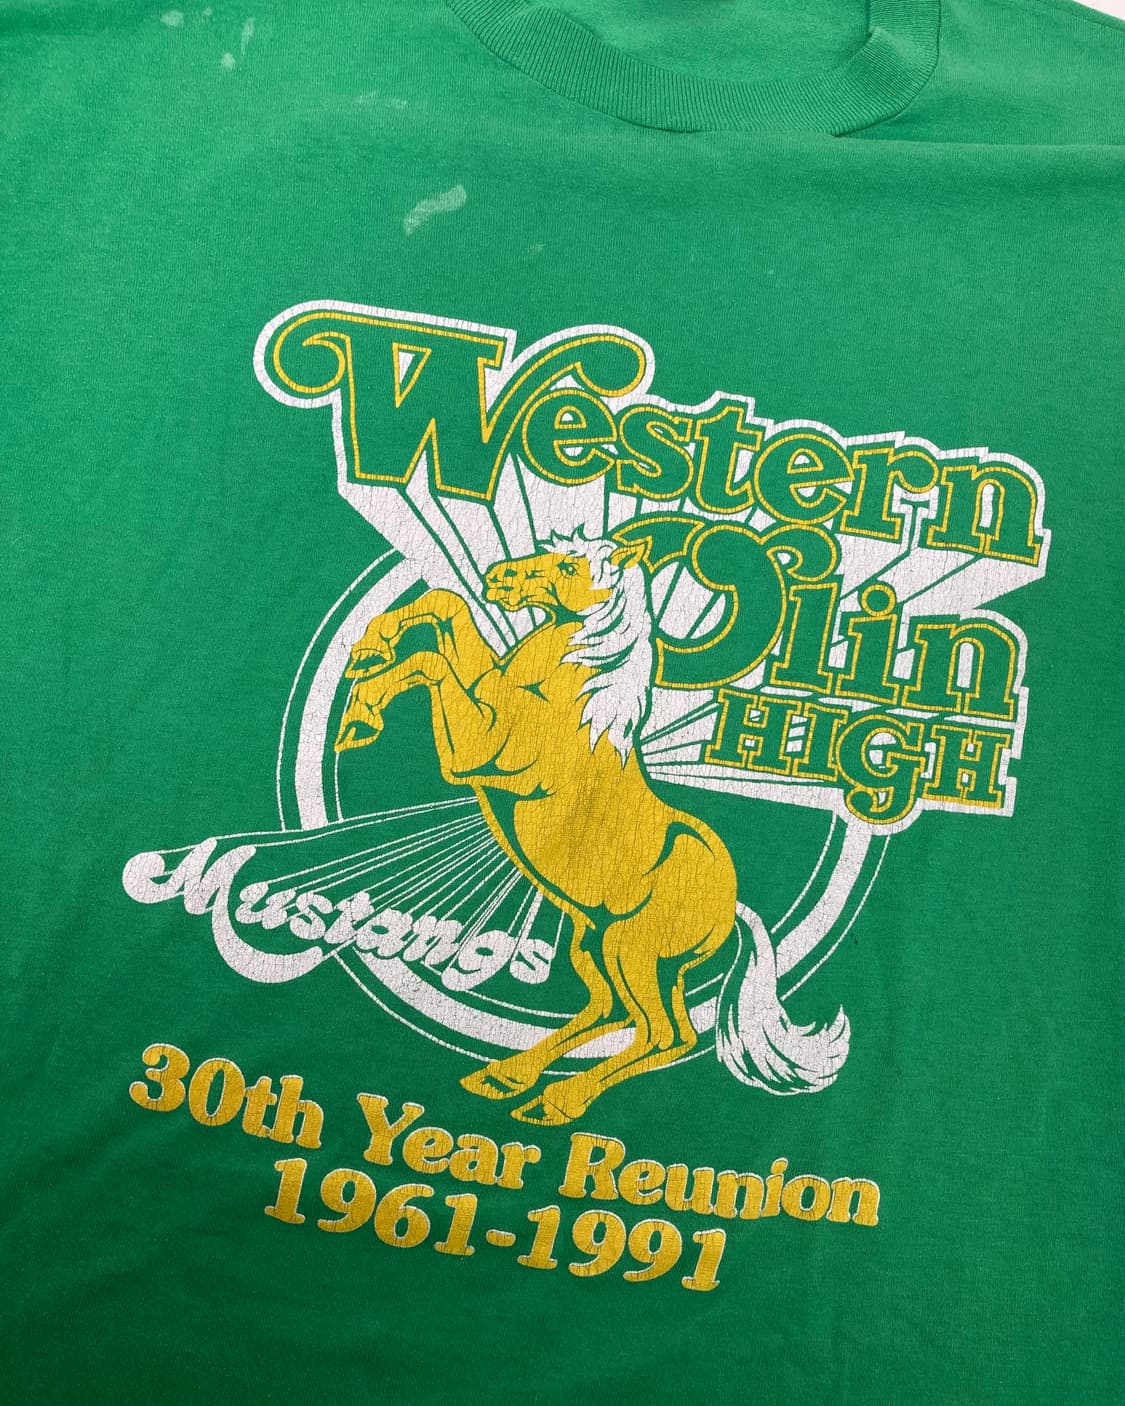 Western
Olin
HIGH
Mustangs
30th Year Reunion
1961-1991